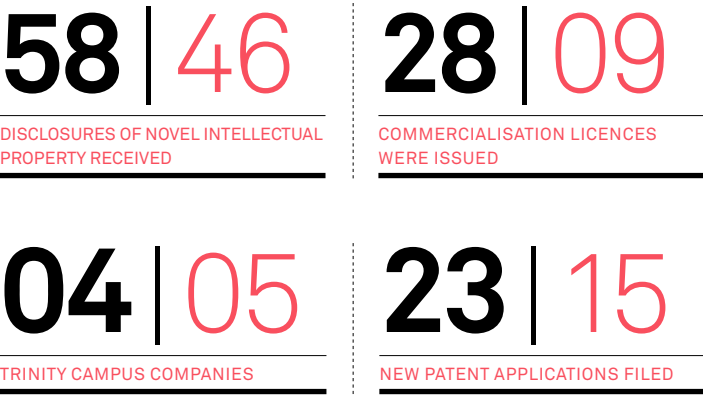 58 | 46
DISCLOSURES OF NOVEL INTELLECTUAL
PROPERTY RECEIVED
28 | 09
COMMERCIALISATION LICENCES
WERE ISSUED
04 | 05
TRINITY CAMPUS COMPANIES
23 | 15
NEW PATENT APPLICATIONS FILED